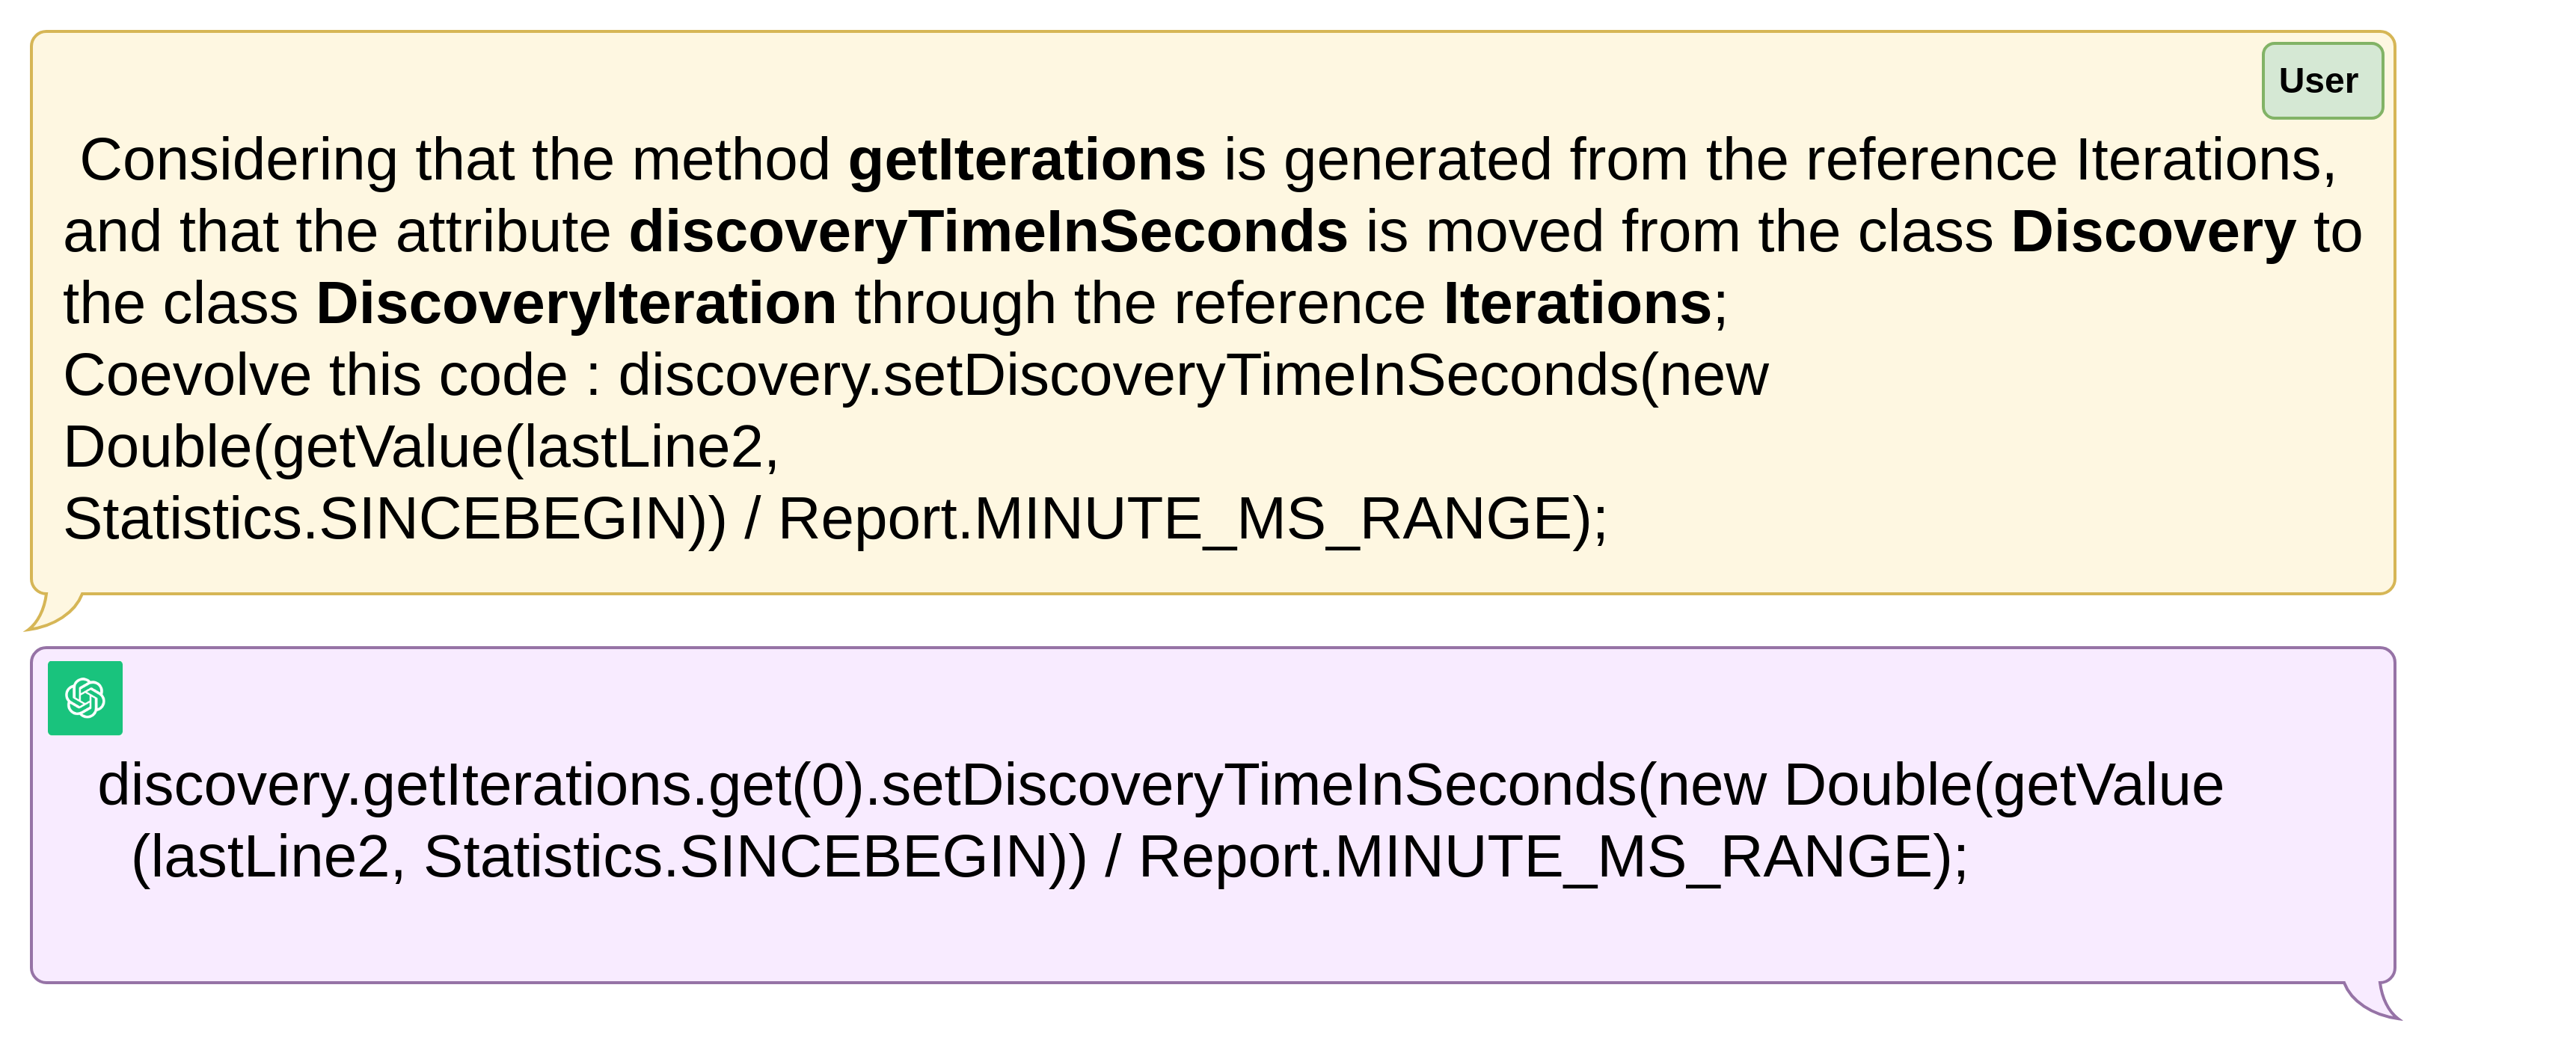 User
Considering that the method getIterations is generated from the reference Iterations,
and that the attribute discoveryTimeInSeconds is moved from the class Discovery to
the class DiscoveryIteration through the reference Iterations;
Coevolve this code : discovery.setDiscoveryTimeInSeconds(new
Double(getValue(lastLine2,
Statistics.SINCEBEGIN)) / Report.MINUTE_MS_RANGE);
discovery.getIterations.get(0).setDiscoveryTimeInSeconds(new Double(getValue
(lastLine2, Statistics.SINCEBEGIN)) / Report.MINUTE_MS_RANGE);